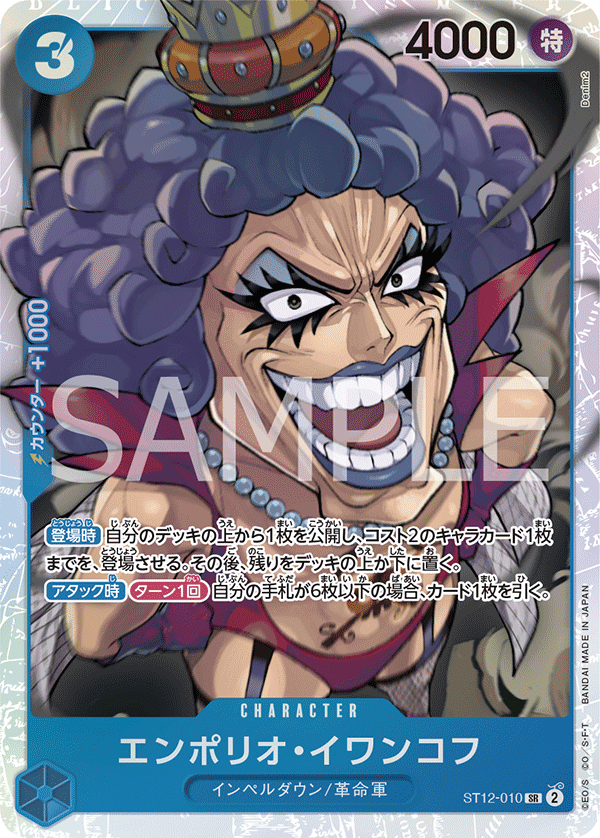 3
4000 特
Denim2
カウンター +1000
SAMPLE
登場時 自分のデッキの上から1枚を公開し、コスト2のキャラカード1枚
までを、登場させる。その後、残りをデッキの上か下に置く。
アタック時 ターン1回 自分の手札が6枚以下の場合、カード1枚を引く。
CHARACTER
エンポリオ・イワンコフ
インペルダウン/革命軍
ST12-010 SR 2
©E.O/S ©O/S・F・T BANDAI MADE IN JAPAN